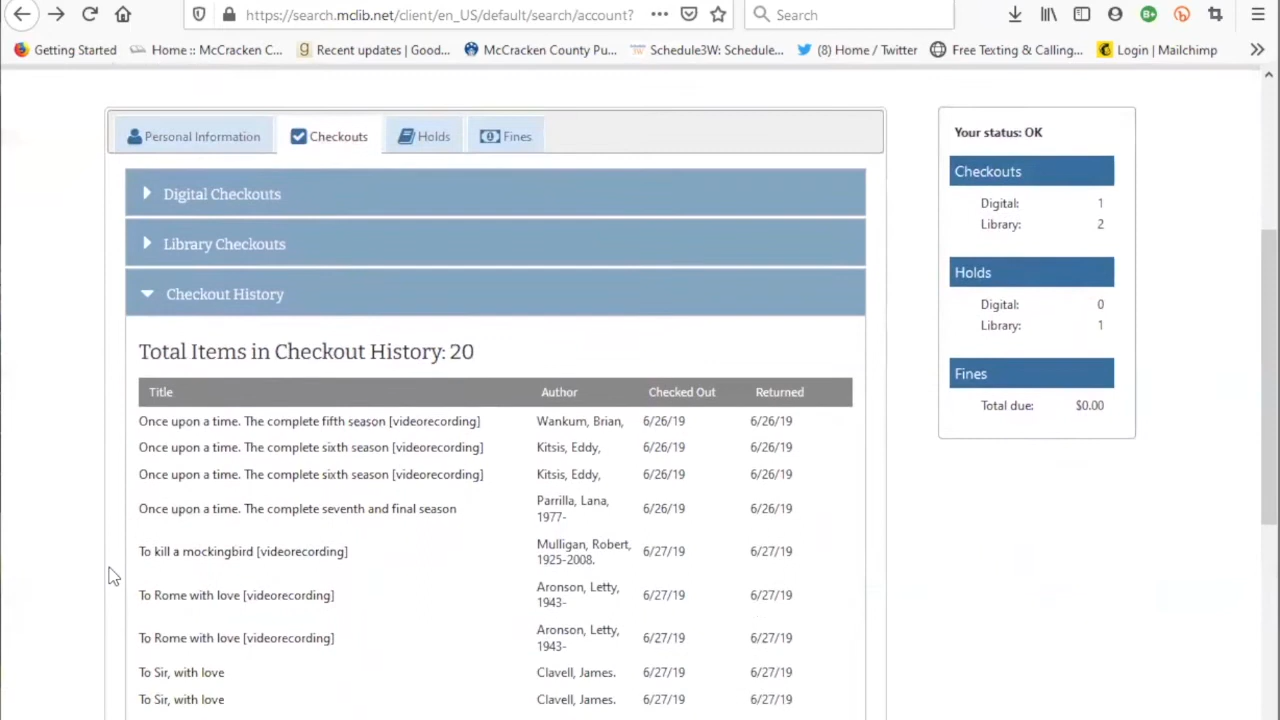 https://search.mclib.net/client/en_US/default/search/account?
Search
Getting Started
Home :: McCracken C...
Recent updates | Good...
McCracken County Pu...
Schedule3W: Schedule...
(8) Home / Twitter
Free Texting & Calling...
Login | Mailchimp
Personal Information
Checkouts
Holds
Fines
Digital Checkouts
Library Checkouts
Checkout History
Total Items in Checkout History: 20
Title Author Checked Out Returned
Once upon a time. The complete fifth season [videorecording] Wankum, Brian, 6/26/19 6/26/19
Once upon a time. The complete sixth season [videorecording] Kitsis, Eddy, 6/26/19 6/26/19
Once upon a time. The complete sixth season [videorecording] Kitsis, Eddy, 6/26/19 6/26/19
Once upon a time. The complete seventh and final season Parrilla, Lana, 6/26/19 6/26/19
1977-
To kill a mockingbird [videorecording] Mulligan, Robert, 6/27/19 6/27/19
1925-2008.
To Rome with love [videorecording] Aronson, Letty, 6/27/19 6/27/19
1943-
To Rome with love [videorecording] Aronson, Letty, 6/27/19 6/27/19
1943-
To Sir, with love Clavell, James. 6/27/19 6/27/19
To Sir, with love Clavell, James. 6/27/19 6/27/19
Your status: OK
Checkouts
Digital: 1
Library: 2
Holds
Digital: 0
Library: 1
Fines
Total due: $0.00